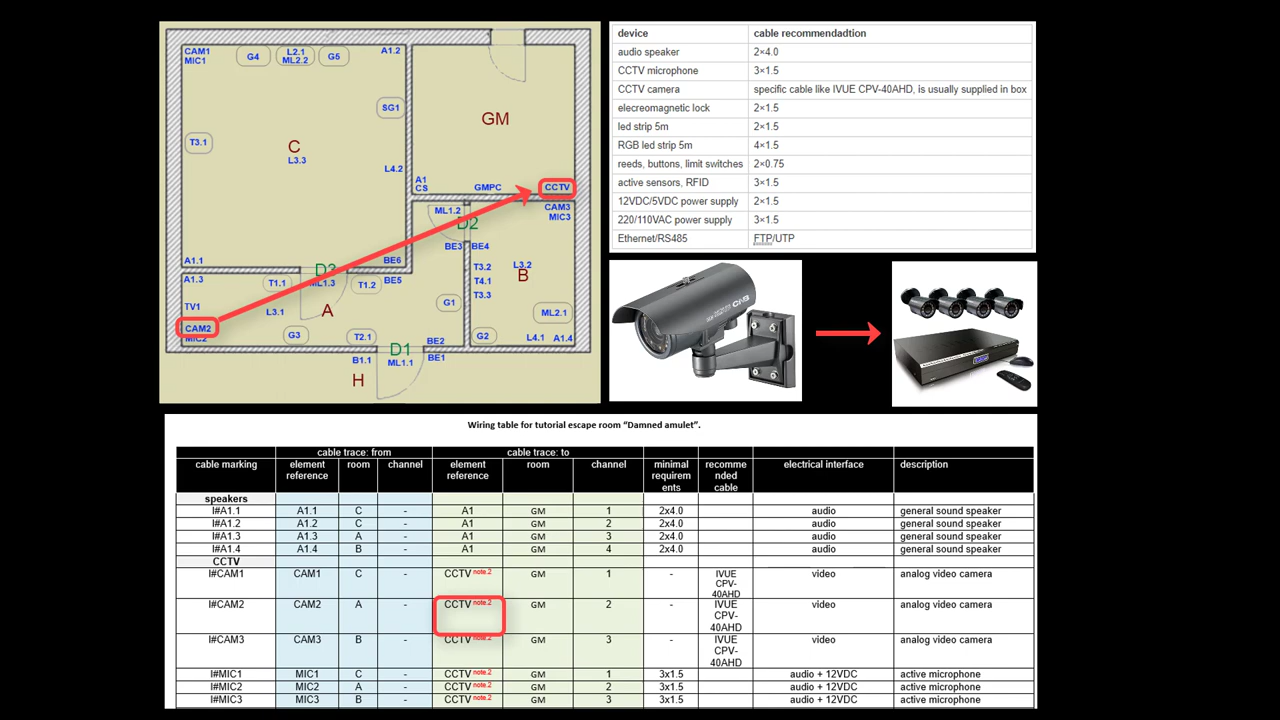 CAM1
MIC1
G4
L2.1
ML2.2
G5
A1.2
SG1
GM
T3.1
C
L3.3
L4.2
A1
CS
GMPC
CCTV
ML1.2
D2
CAM3
MIC3
BE3
BE4
A1.1
D3
BE6
A1.3
T1.1
ML1.3
T1.2
BE5
T3.2
L3.2
B
T4.1
T3.3
TV1
L3.1
A
G1
ML2.1
CAM2
MIC2
G3
T2.1
BE2
G2
L4.1
A1.4
B1.1
D1
ML1.1
BE1
H
device cable recommendadtion
audio speaker 2×4.0
CCTV microphone 3×1.5
CCTV camera specific cable like IVUE CPV-40AHD, is usually supplied in box
elecreomagnetic lock 2×1.5
led strip 5m 2×1.5
RGB led strip 5m 4×1.5
reeds, buttons, limit switches 2×0.75
active sensors, RFID 3×1.5
12VDC/5VDC power supply 2×1.5
220/110VAC power supply 3×1.5
Ethernet/RS485 FTP/UTP
Wiring table for tutorial escape room “Damned amulet”.
cable trace: from cable trace: to
cable marking element reference room channel element reference room channel minimal requirem ents recomme nded cable electrical interface description
speakers
I#A1.1 A1.1 C - A1 GM 1 2x4.0 audio general sound speaker
I#A1.2 A1.2 C - A1 GM 2 2x4.0 audio general sound speaker
I#A1.3 A1.3 A - A1 GM 3 2x4.0 audio general sound speaker
I#A1.4 A1.4 B - A1 GM 4 2x4.0 audio general sound speaker
CCTV
I#CAM1 CAM1 C - CCTV note.2 GM 1 - IVUE CPV-40AHD video analog video camera
I#CAM2 CAM2 A - CCTV note.2 GM 2 - IVUE CPV-40AHD video analog video camera
I#CAM3 CAM3 B - CCTV note.2 GM 3 - IVUE CPV-40AHD video analog video camera
I#MIC1 MIC1 C - CCTV note.2 GM 1 3x1.5 audio + 12VDC active microphone
I#MIC2 MIC2 A - CCTV note.2 GM 2 3x1.5 audio + 12VDC active microphone
I#MIC3 MIC3 B - CCTV note.2 GM 3 3x1.5 audio + 12VDC active microphone